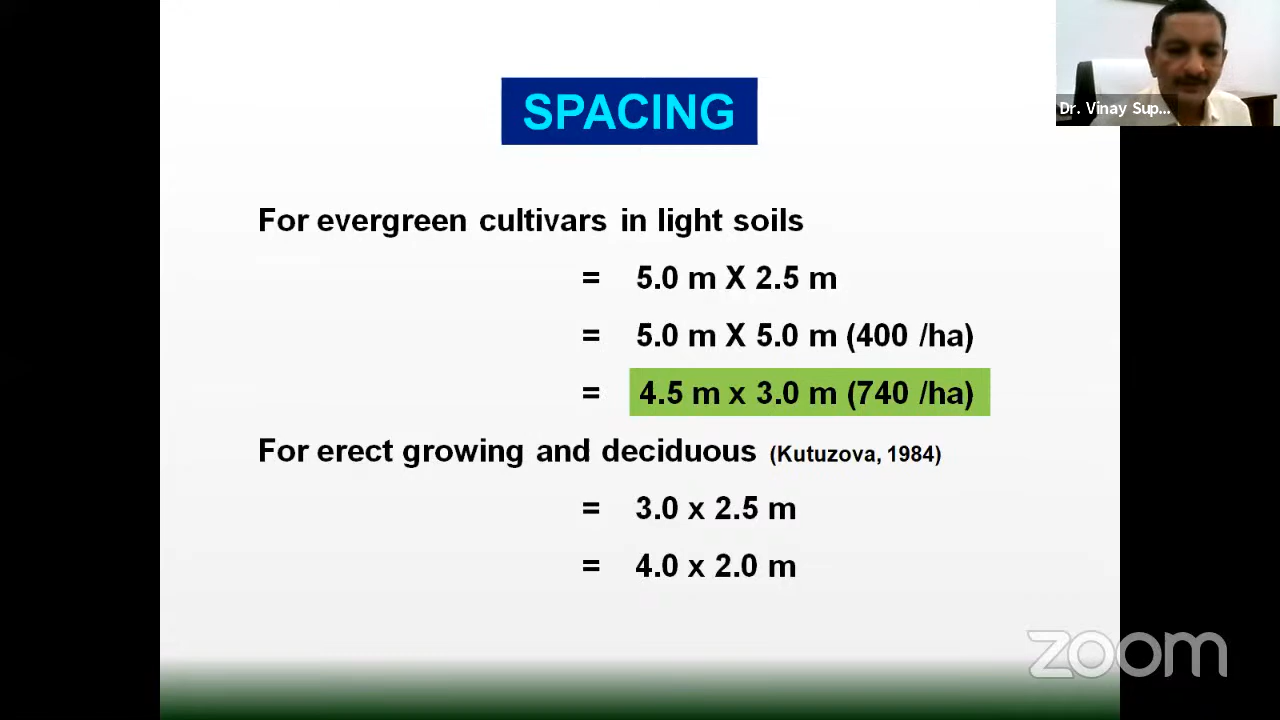 SPACING
Dr. Vinay Sup...
For evergreen cultivars in light soils
= 5.0 m X 2.5 m
= 5.0 m X 5.0 m (400 /ha)
= 4.5 m x 3.0 m (740 /ha)
For erect growing and deciduous (Kutuzova, 1984)
= 3.0 x 2.5 m
= 4.0 x 2.0 m
zoom